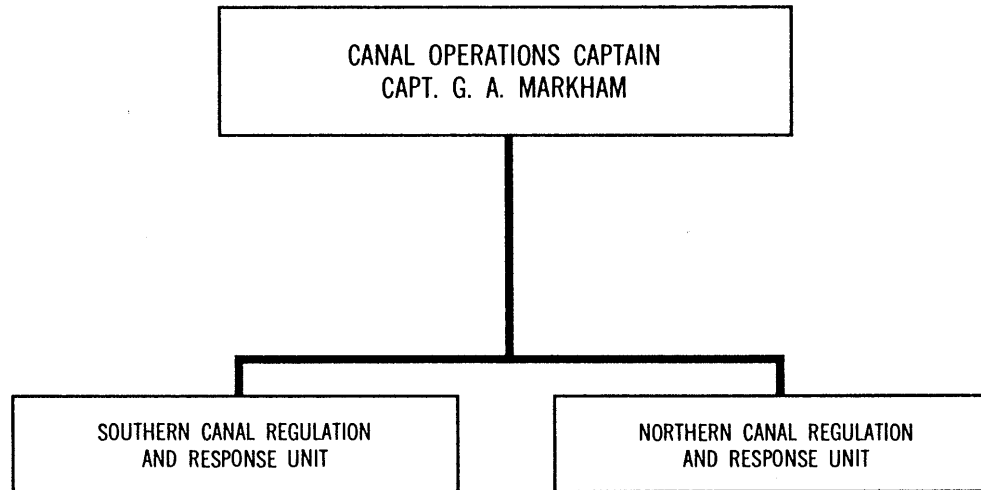 CANAL OPERATIONS CAPTAIN
CAPT. G. A. MARKHAM
SOUTHERN CANAL REGULATION
AND RESPONSE UNIT
NORTHERN CANAL REGULATION
AND RESPONSE UNIT